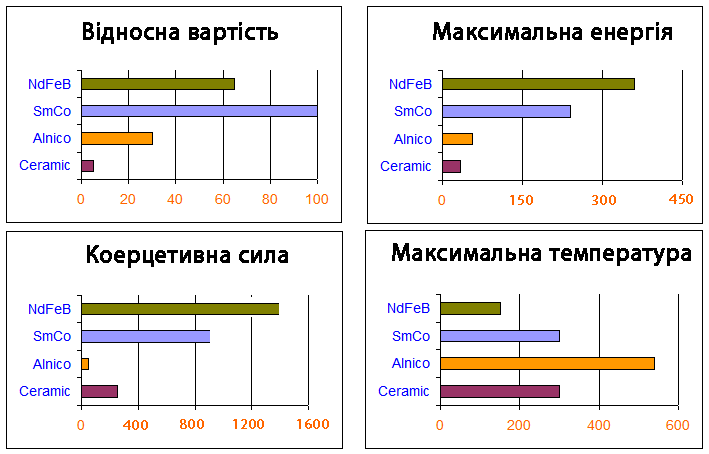 Відносна вартість
NdFeB
SmCo
Alnico
Ceramic
0 20 40 60 80 100
Максимальна енергія
NdFeB
SmCo
Alnico
Ceramic
0 150 300 450
Коерцетивна сила
NdFeB
SmCo
Alnico
Ceramic
0 400 800 1200 1600
Максимальна температура
NdFeB
SmCo
Alnico
Ceramic
0 200 400 600